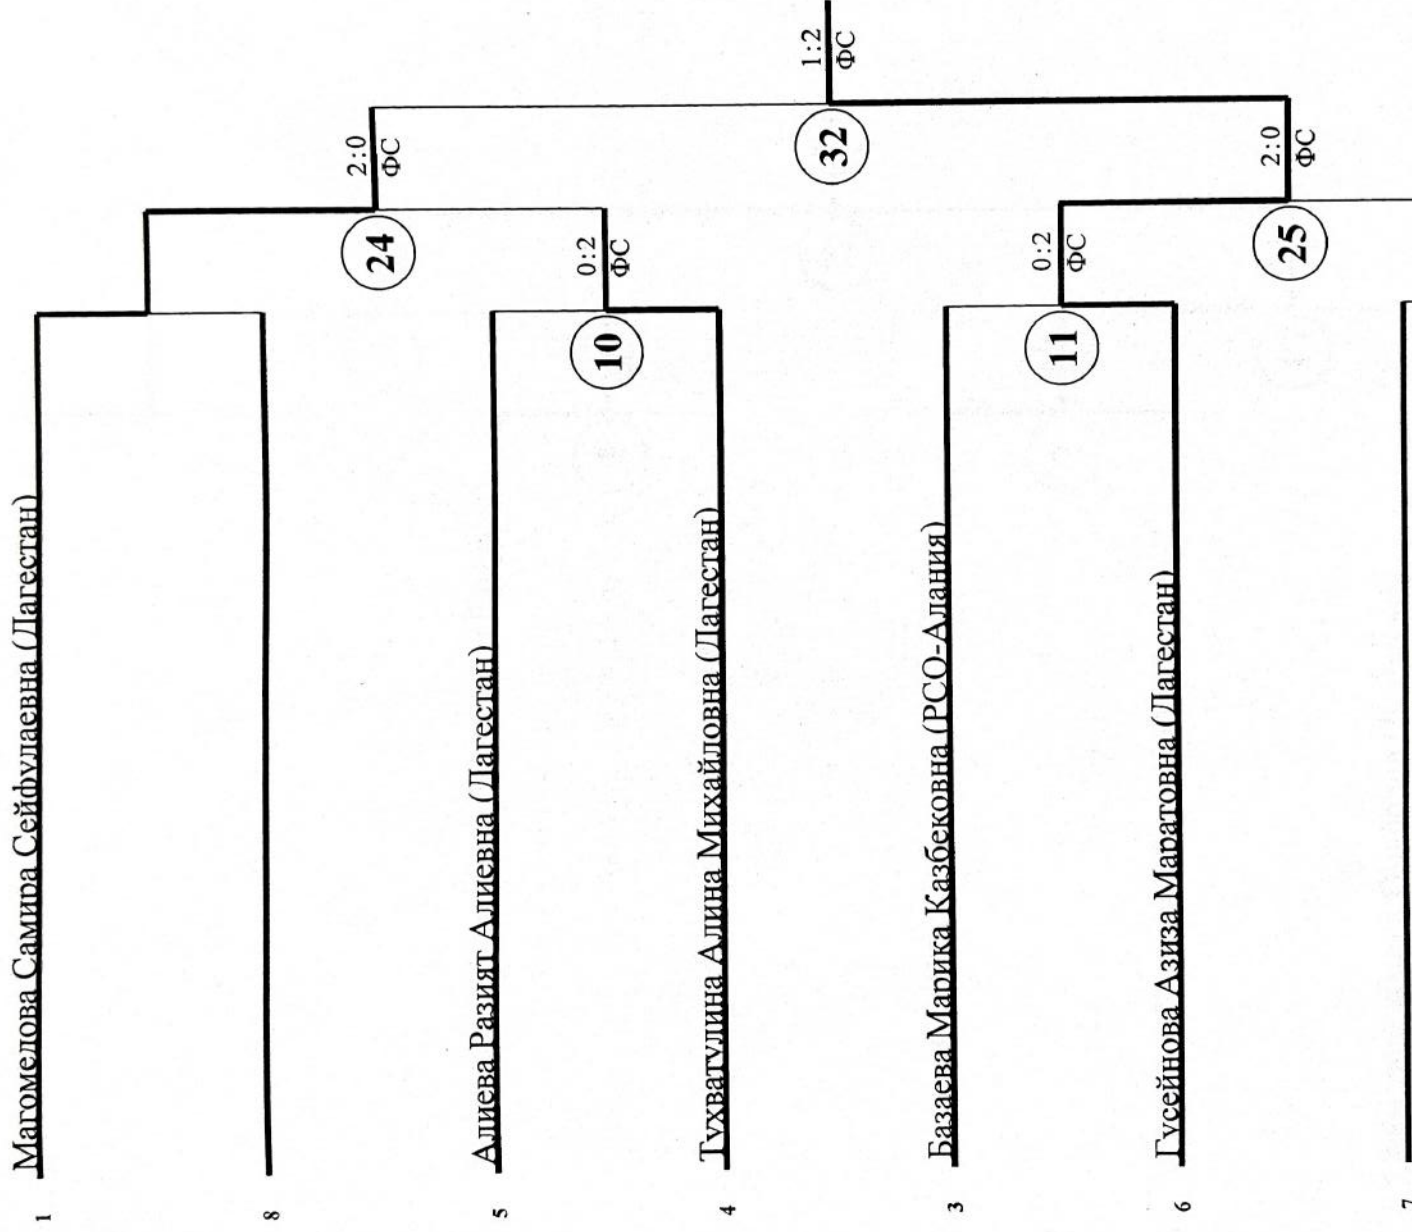 1 Магомедова Самира Сейфулаевна (Дагестан)
8
5 Алиева Разият Алиевна (Дагестан)
4 Тухватулина Алина Михайловна (Дагестан)
3 Базаева Марика Казбековна (РСО-Алания)
6 Гусейнова Азиза Маратовна (Дагестан)
7
10
0:2
ФС
11
0:2
ФС
24
2:0
ФС
25
2:0
ФС
32
1:2
ФС